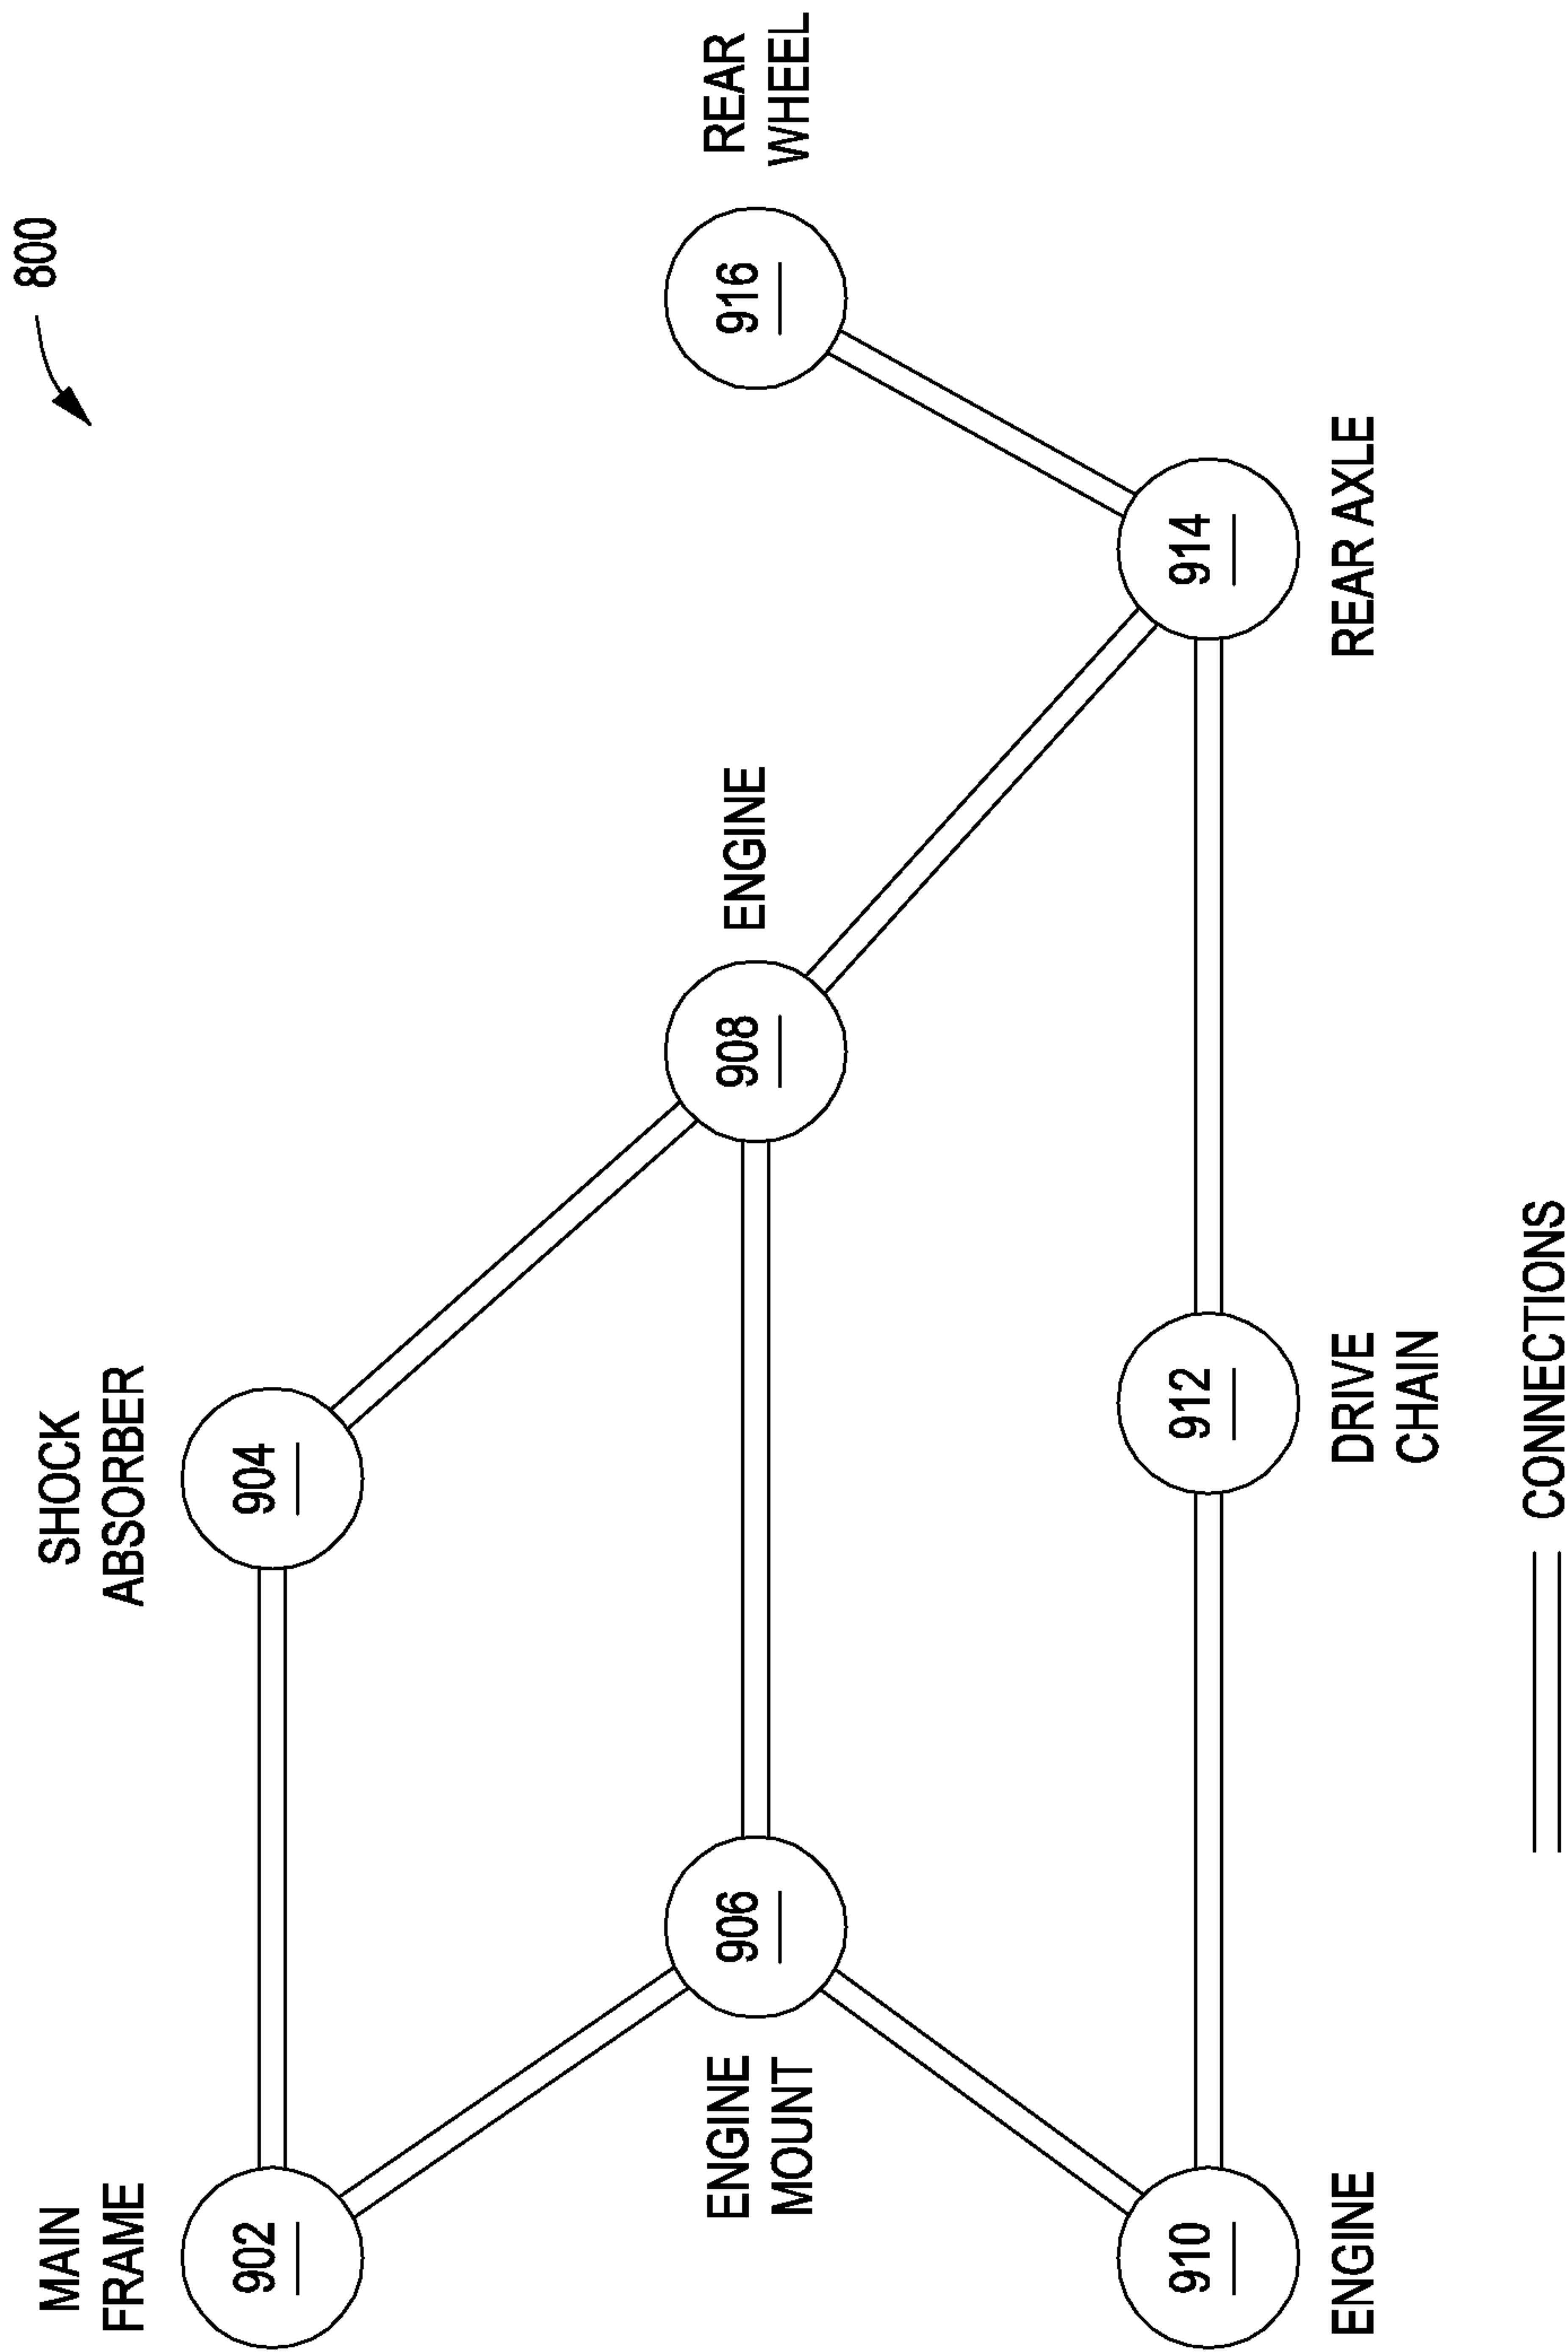 800
MAIN
FRAME
902
SHOCK
ABSORBER
904
ENGINE
MOUNT
906
908
ENGINE
916
REAR
WHEEL
910
ENGINE
912
DRIVE
CHAIN
914
REAR AXLE
CONNECTIONS